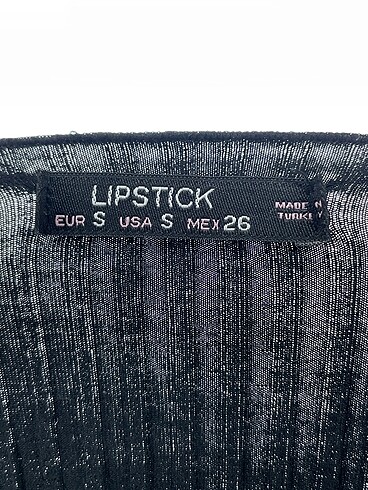 LIPSTICK
EUR S USA S MEX 26
MADE IN
TURKEY